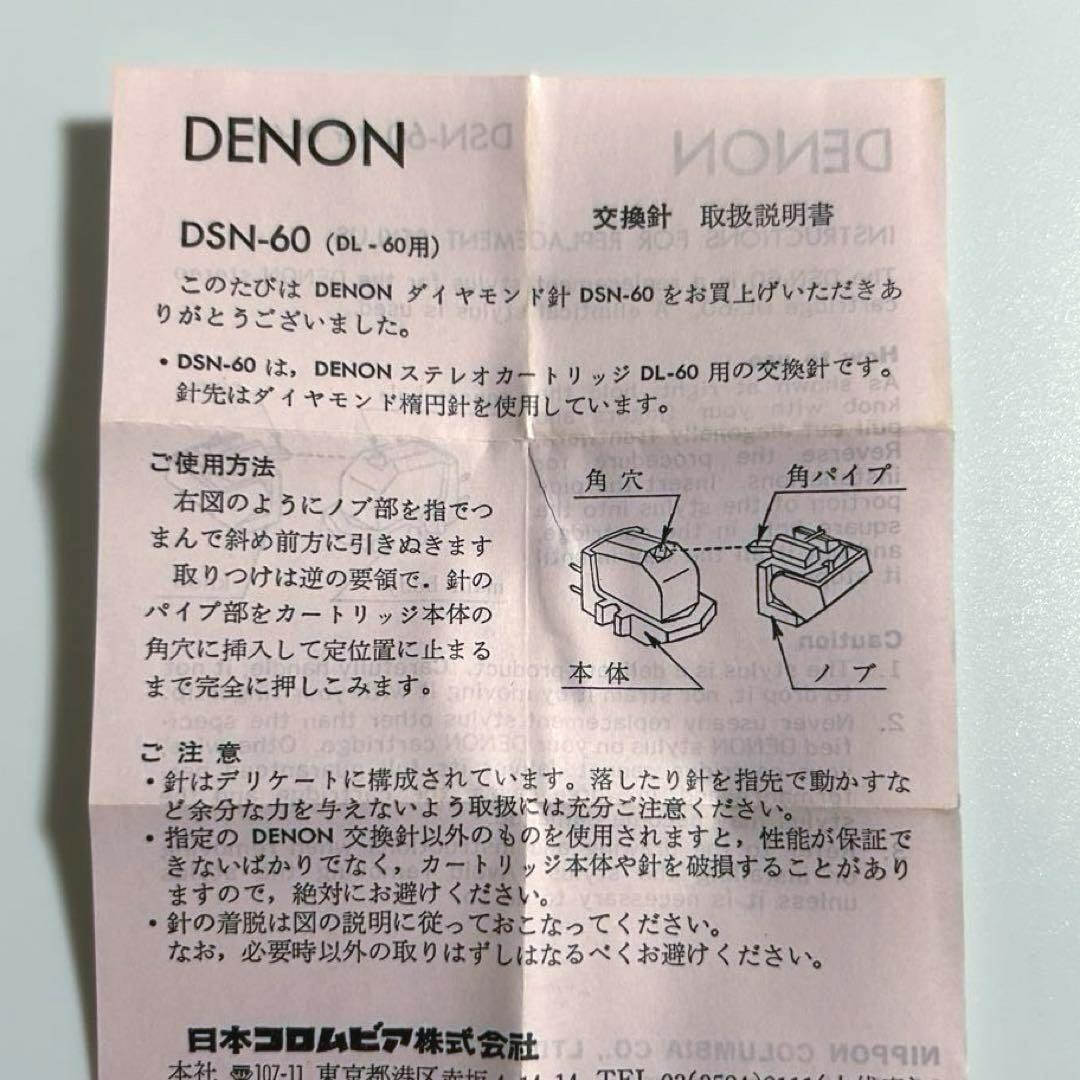 DENON
交換針 取扱説明書
DSN-60 (DL-60用)
このたびは DENON ダイヤモンド針 DSN-60 をお買上げいただきあ
りがとうございました。
・DSN-60 は，DENON ステレオカートリッジ DL-60 用の交換針です。
針先はダイヤモンド楕円針を使用しています。
ご使用方法
右図のようにノブ部を指でつ
まんで斜め前方に引きぬきます
取りつけは逆の要領で．針の
パイプ部をカートリッジ本体の
角穴に挿入して定位置に止まる
まで完全に押しこみます。
角穴
角パイプ
本体
ノブ
ご注意
・針はデリケートに構成されています。落したり針を指先で動かすな
ど余分な力を与えないよう取扱には充分ご注意ください。
・指定の DENON 交換針以外のものを使用されますと，性能が保証で
きないばかりでなく，カートリッジ本体や針を破損することがあり
ますので，絶対にお避けください。
・針の着脱は図の説明に従っておこなってください。
なお，必要時以外の取りはずしはなるべくお避けください。
日本コロムビア株式会社
本社 〒107-11 東京都港区赤坂